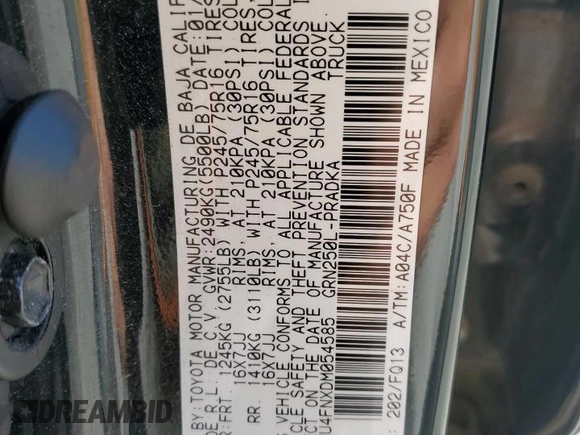 BY:TOYOTA MOTOR MANUFACTURING DE BAJA CALIF
DE R.L. DE C.V. GVWR:2490KG(5500LB) DATE:01/
FRT. 1245KG (2755LB) WITH P245/75R16 TIRES
16X7JJ RIMS, AT 210KPA (30PSI) COL
RR. 1410KG (3110LB) WITH P245/75R16 TIRES,
16X7JJ RIMS, AT 210KPA (30PSI) COL
VEHICLE CONFORMS TO ALL APPLICABLE FEDERAL
CLE SAFETY AND THEFT PREVENTION STANDARDS I
CT ON THE DATE OF MANUFACTURE SHOWN ABOVE.
U4FNXDM034585 GRN250L-PRADKA TRUCK
202/FQ13 A/TM:A04C/A750F MADE IN MEXICO
DREAMBID